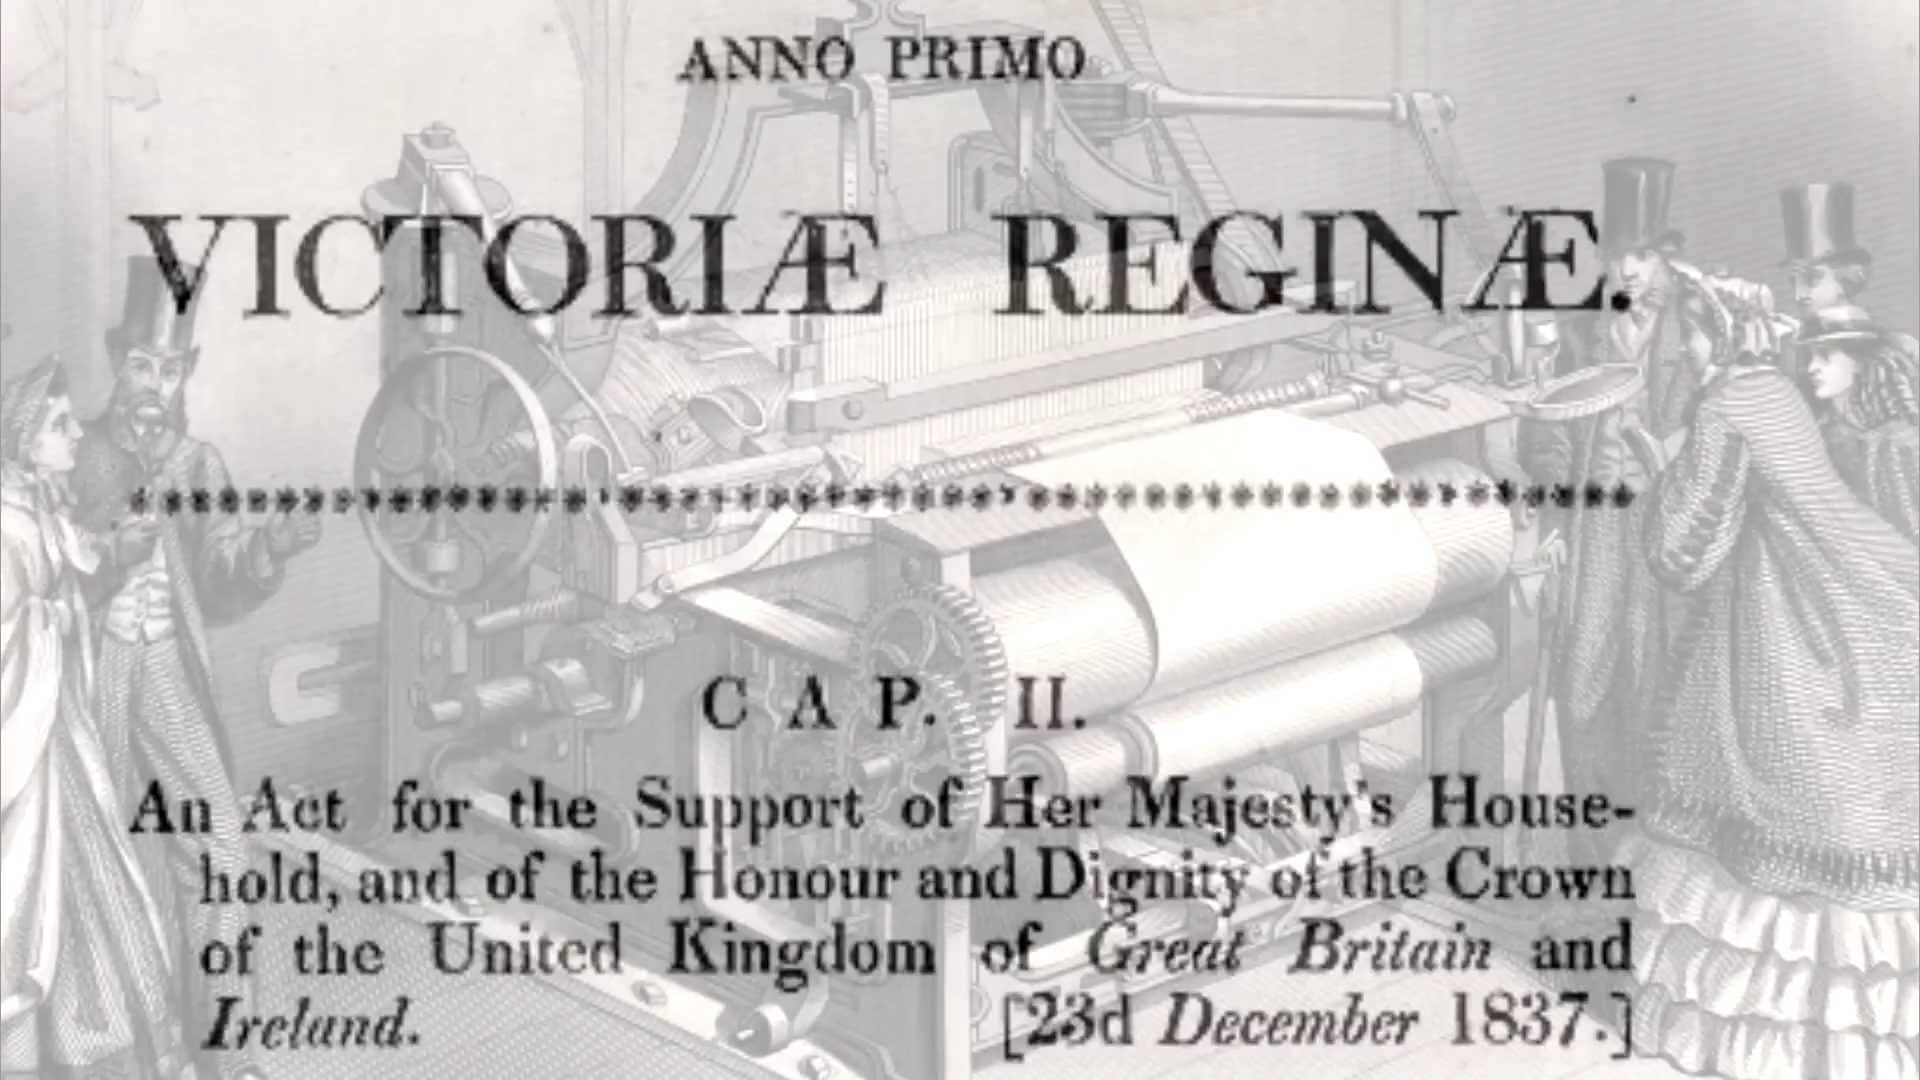 ANNO PRIMO
VICTORIÆ REGINÆ.
CAP. II.
An Act for the Support of Her Majesty's House-
hold, and of the Honour and Dignity of the Crown
of the United Kingdom of Great Britain and
Ireland. [23d December 1837.]